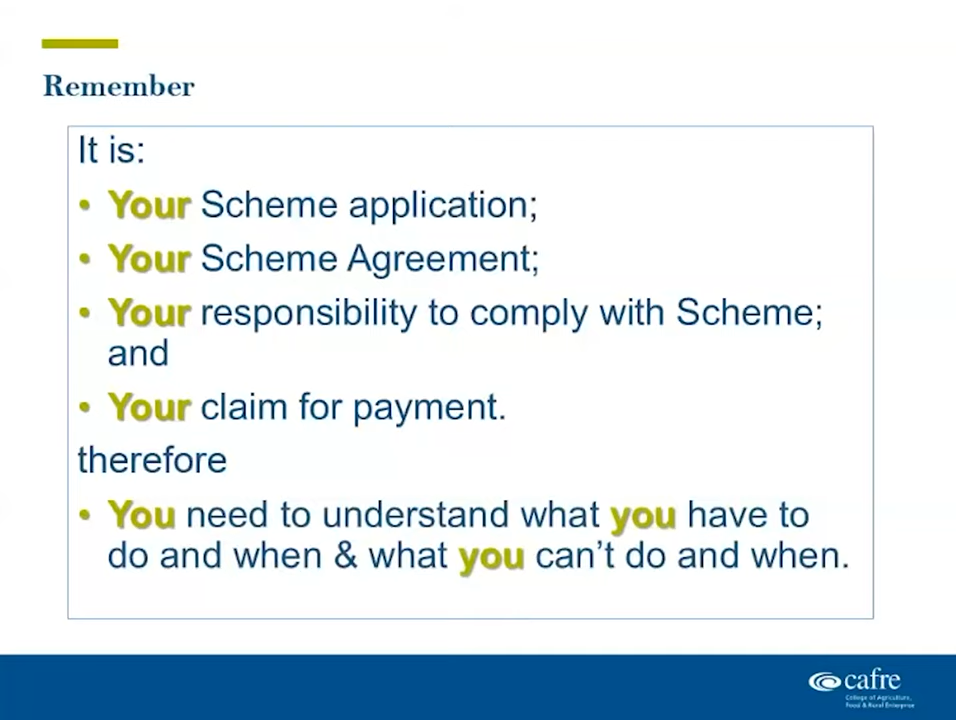 Remember
It is:
• Your Scheme application;
• Your Scheme Agreement;
• Your responsibility to comply with Scheme;
and
• Your claim for payment.
therefore
• You need to understand what you have to
do and when & what you can't do and when.
cafre
College of Agriculture,
Food & Rural Enterprise